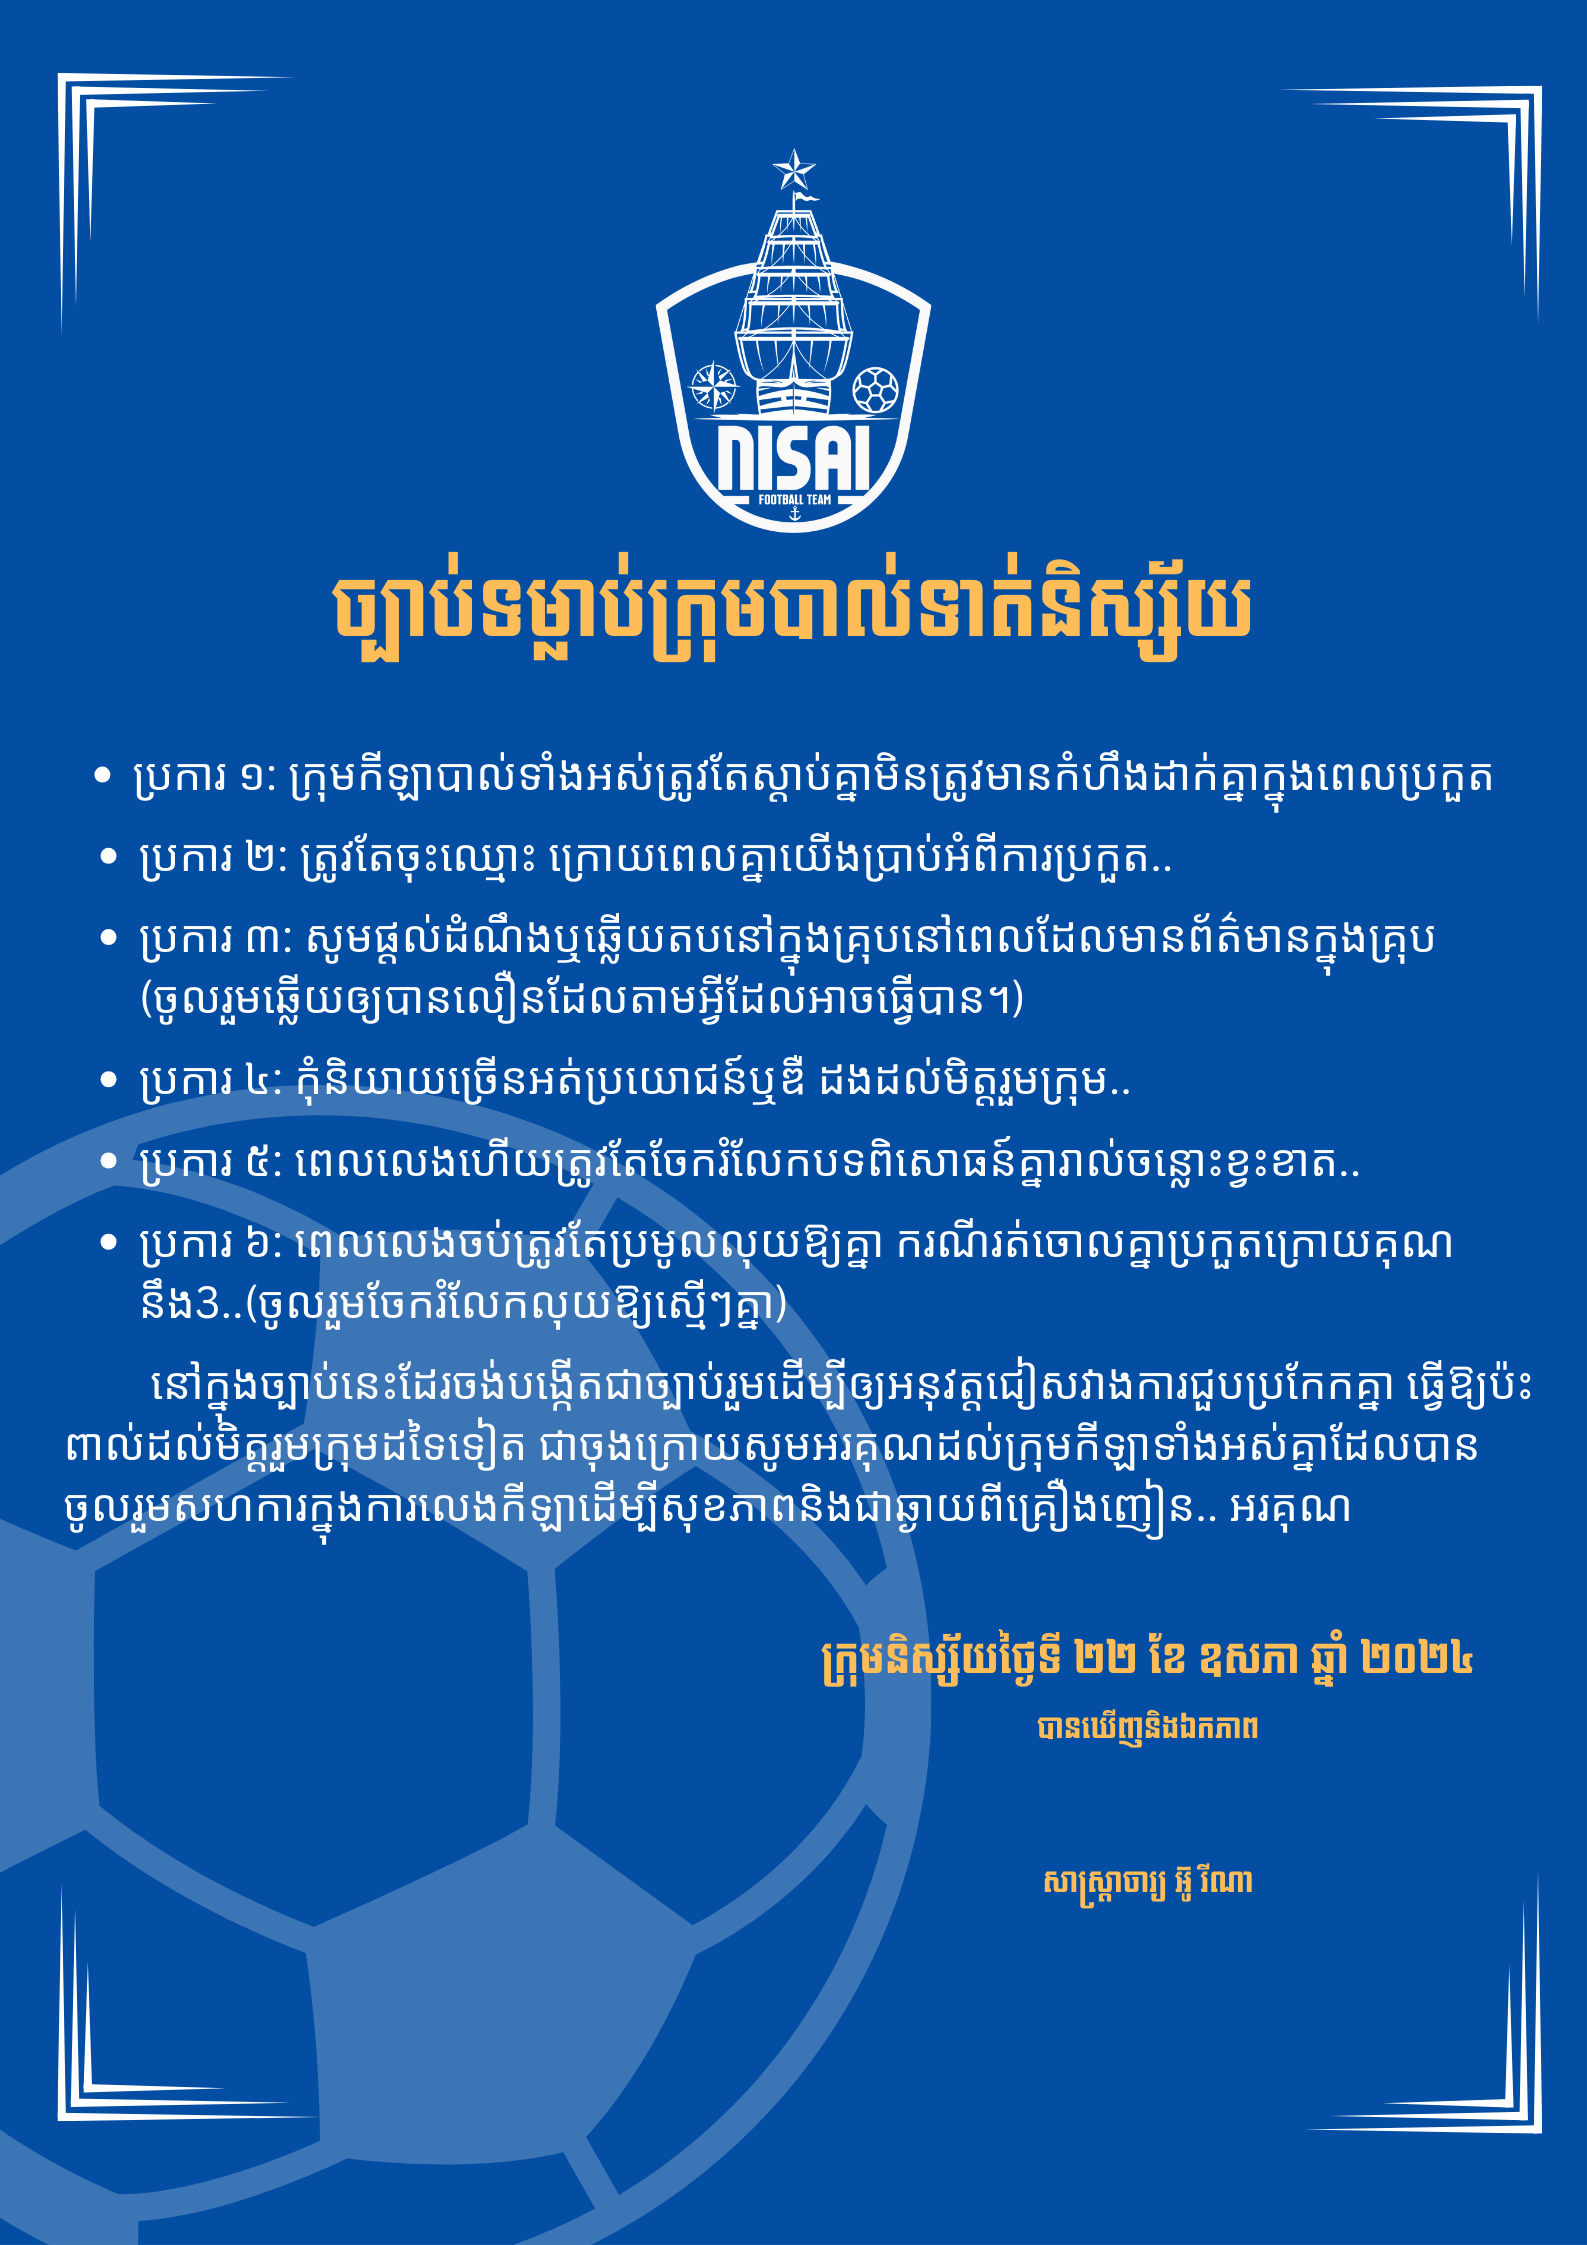 NISAI
FOOTBALL TEAM
ច្បាប់ទម្លាប់ក្រុមបាល់ទាត់និស្ស័យ
• ប្រការ ១: ក្រុមកីឡាបាល់ទាំងអស់ត្រូវតែស្ដាប់គ្នាមិនត្រូវមានកំហឹងដាក់គ្នាក្នុងពេលប្រកួត
• ប្រការ ២: ត្រូវតែចុះឈ្មោះ ក្រោយពេលគ្នាយើងប្រាប់អំពីការប្រកួត..
• ប្រការ ៣: សូមផ្ដល់ដំណឹងឬឆ្លើយតបនៅក្នុងគ្រុបនៅពេលដែលមានព័ត៌មានក្នុងគ្រុប
(ចូលរួមឆ្លើយឲ្យបានលឿនដែលតាមអ្វីដែលអាចធ្វើបាន។)
• ប្រការ ៤: កុំនិយាយច្រើនអត់ប្រយោជន៍ឬឌឺ ដងដល់មិត្តរួមក្រុម..
• ប្រការ ៥: ពេលលេងហើយត្រូវតែចែករំលែកបទពិសោធន៍គ្នារាល់ចន្លោះខ្វះខាត..
• ប្រការ ៦: ពេលលេងចប់ត្រូវតែប្រមូលលុយឱ្យគ្នា ករណីរត់ចោលគ្នាប្រកួតក្រោយគុណ
នឹង3..(ចូលរួមចែករំលែកលុយឱ្យស្មើៗគ្នា)
នៅក្នុងច្បាប់នេះដែរចង់បង្កើតជាច្បាប់រួមដើម្បីឲ្យអនុវត្តជៀសវាងការជួបប្រកែកគ្នា ធ្វើឱ្យប៉ះ
ពាល់ដល់មិត្តរួមក្រុមដទៃទៀត ជាចុងក្រោយសូមអរគុណដល់ក្រុមកីឡាទាំងអស់គ្នាដែលបាន
ចូលរួមសហការក្នុងការលេងកីឡាដើម្បីសុខភាពនិងជាឆ្ងាយពីគ្រឿងញៀន.. អរគុណ
ក្រុមនិស្ស័យថ្ងៃទី ២២ ខែ ឧសភា ឆ្នាំ ២០២៤
បានឃើញនិងឯកភាព
សាស្ត្រាចារ្យ អ៊ូ រីណា